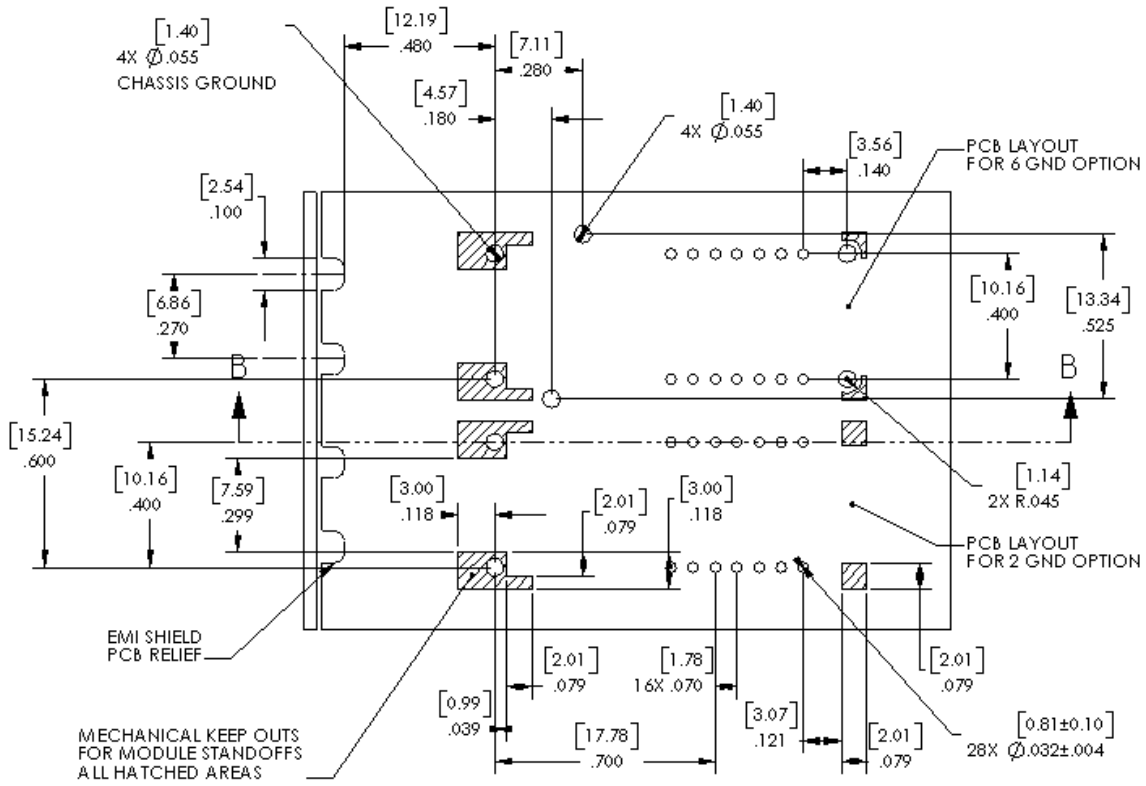 [12.19]
.480
[1.40]
4X Ø.055
CHASSIS GROUND
[7.11]
.280
[4.57]
.180
[1.40]
4X Ø.055
[3.56]
.140
PCB LAYOUT
FOR 6 GND OPTION
[2.54]
.100
[6.86]
.270
[10.16]
.400
[13.34]
.525
B
B
[15.24]
.600
[10.16]
.400
[7.59]
.299
[3.00]
.118
[2.01]
.079
[3.00]
.118
[1.14]
2X R.045
PCB LAYOUT
FOR 2 GND OPTION
EMI SHIELD
PCB RELIEF
[2.01]
.079
[1.78]
16X .070
[2.01]
.079
[0.99]
.039
[3.07]
.121
[2.01]
.079
[0.81±0.10]
28X Ø.032±.004
MECHANICAL KEEP OUTS
FOR MODULE STANDOFFS
ALL HATCHED AREAS
[17.78]
.700